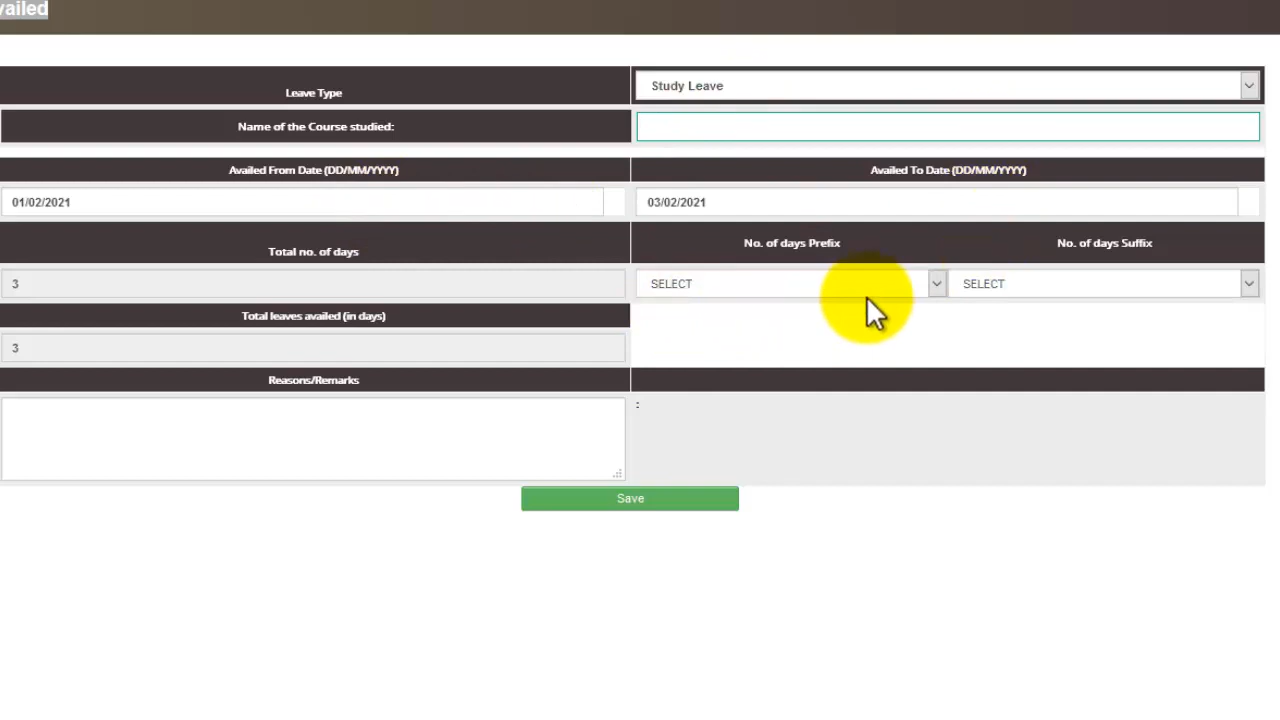 vailed
Leave Type
Study Leave
Name of the Course studied:
Availed From Date (DD/MM/YYYY)
Availed To Date (DD/MM/YYYY)
01/02/2021
03/02/2021
Total no. of days
No. of days Prefix
No. of days Suffix
3
SELECT
SELECT
Total leaves availed (in days)
3
Reasons/Remarks
:
Save